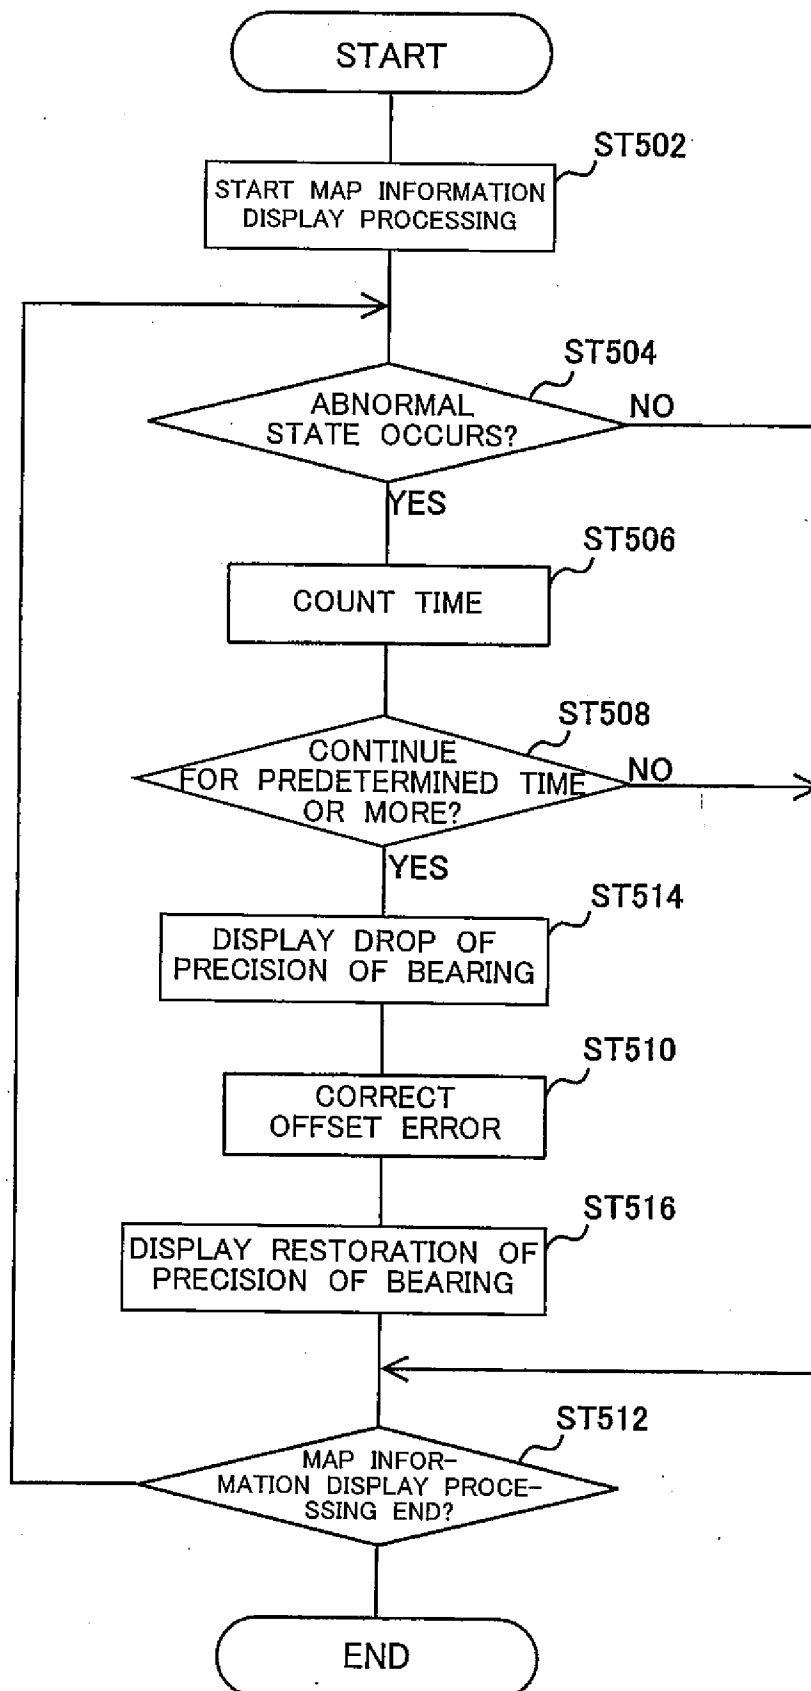 START
ST502
START MAP INFORMATION
DISPLAY PROCESSING
ST504
ABNORMAL
STATE OCCURS?
NO
YES
ST506
COUNT TIME
ST508
CONTINUE
FOR PREDETERMINED TIME
OR MORE?
NO
YES
ST514
DISPLAY DROP OF
PRECISION OF BEARING
ST510
CORRECT
OFFSET ERROR
ST516
DISPLAY RESTORATION OF
PRECISION OF BEARING
ST512
MAP INFOR-
MATION DISPLAY PROCE-
SSING END?
END